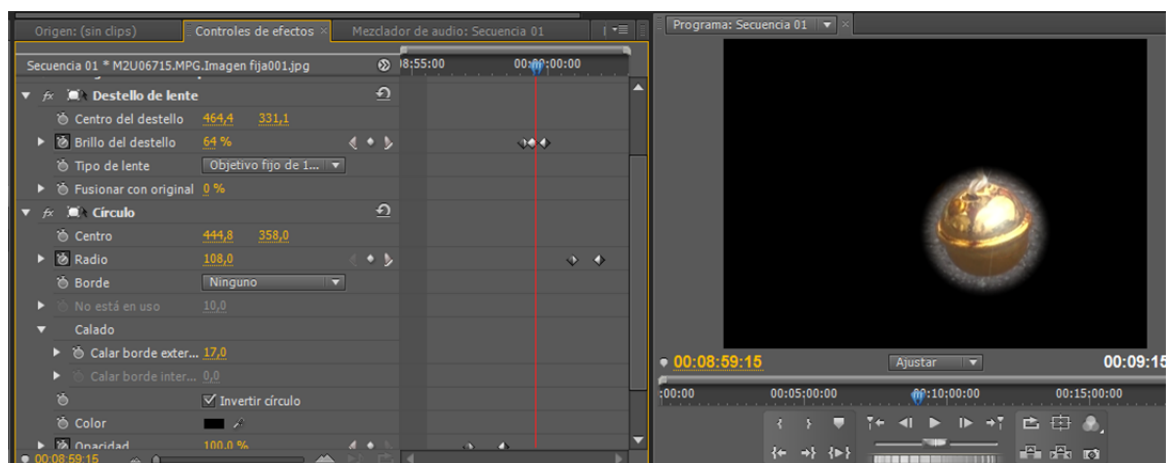 Origen: (sin clips) Controles de efectos × Mezclador de audio: Secuencia 01
Secuencia 01 * M2U06715.MPG.Imagen fija001.jpg
8:55:00 00:09:00:00
fx Destello de lente
Centro del destello 464,4 331,1
Brillo del destello 64 %
Tipo de lente Objetivo fijo de 1...
Fusionar con original 0 %
fx Círculo
Centro 444,8 358,0
Radio 108,0
Borde Ninguno
No está en uso 10,0
Calado
Calar borde exter... 17,0
Calar borde inter... 0,0
Invertir círculo
Color
Opacidad 100,0 %
00:08:59:15
Programa: Secuencia 01 ×
00:08:59:15 Ajustar 00:09:15
:00:00 00:05:00:00 00:10:00:00 00:15:00:00